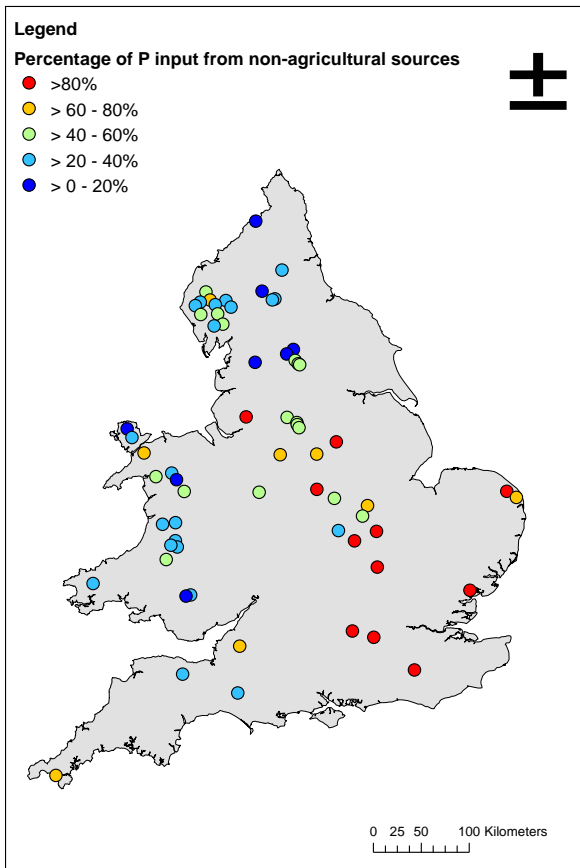 Legend
Percentage of P input from non-agricultural sources
>80%
> 60 - 80%
> 40 - 60%
> 20 - 40%
> 0 - 20%
0 25 50 100 Kilometers